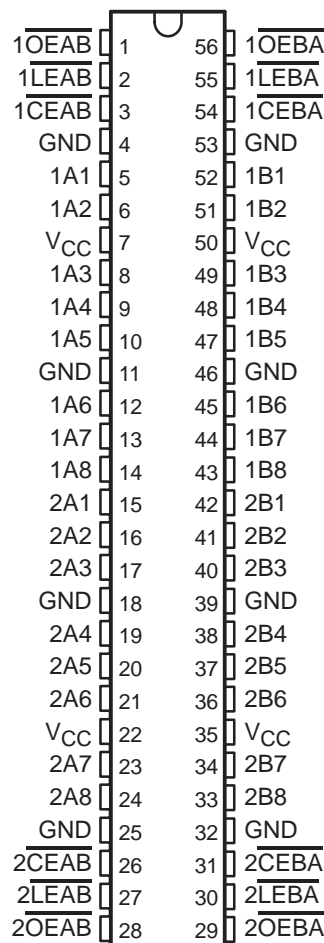 1OEAB 1 56 1OEBA
1LEAB 2 55 1LEBA
1CEAB 3 54 1CEBA
GND 4 53 GND
1A1 5 52 1B1
1A2 6 51 1B2
VCC 7 50 VCC
1A3 8 49 1B3
1A4 9 48 1B4
1A5 10 47 1B5
GND 11 46 GND
1A6 12 45 1B6
1A7 13 44 1B7
1A8 14 43 1B8
2A1 15 42 2B1
2A2 16 41 2B2
2A3 17 40 2B3
GND 18 39 GND
2A4 19 38 2B4
2A5 20 37 2B5
2A6 21 36 2B6
VCC 22 35 VCC
2A7 23 34 2B7
2A8 24 33 2B8
GND 25 32 GND
2CEAB 26 31 2CEBA
2LEAB 27 30 2LEBA
2OEAB 28 29 2OEBA